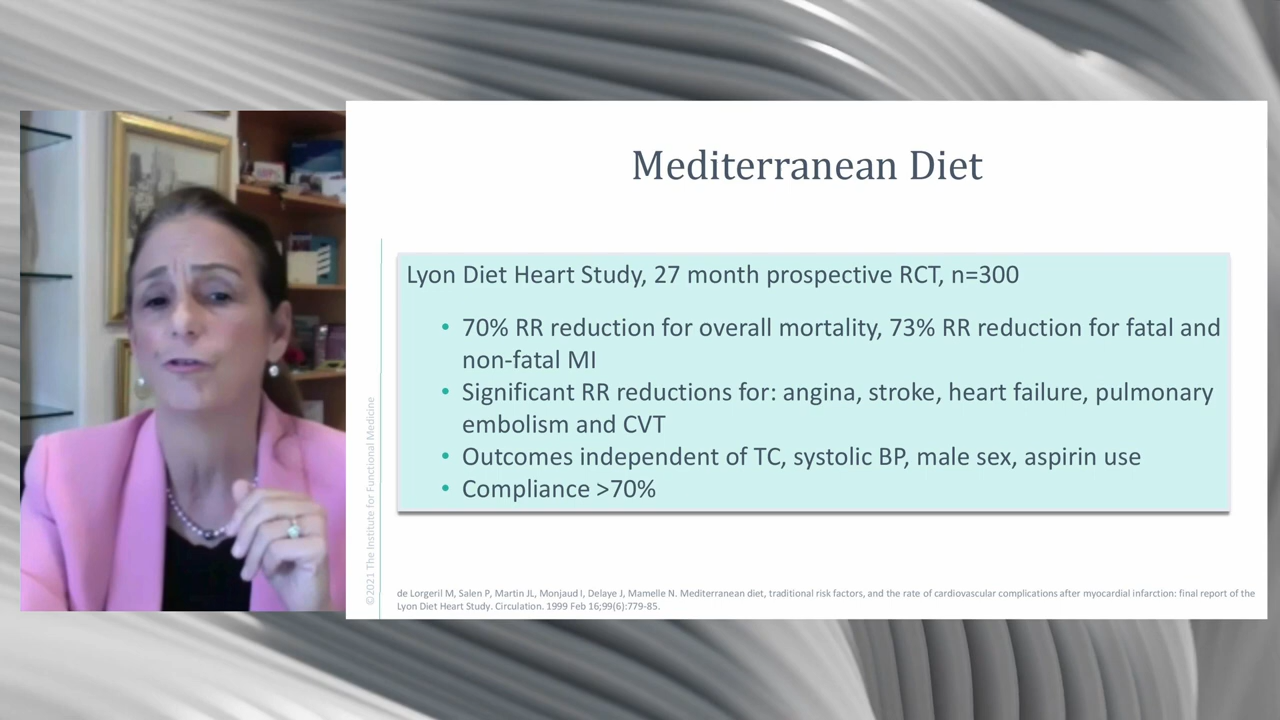 Mediterranean Diet
Lyon Diet Heart Study, 27 month prospective RCT, n=300
• 70% RR reduction for overall mortality, 73% RR reduction for fatal and
non-fatal MI
• Significant RR reductions for: angina, stroke, heart failure, pulmonary
embolism and CVT
• Outcomes independent of TC, systolic BP, male sex, aspirin use
• Compliance >70%
©2021 The Institute for Functional Medicine
de Lorgeril M, Salen P, Martin JL, Monjaud I, Delaye J, Mamelle N. Mediterranean diet, traditional risk factors, and the rate of cardiovascular complications after myocardial infarction: final report of the
Lyon Diet Heart Study. Circulation. 1999 Feb 16;99(6):779-85.